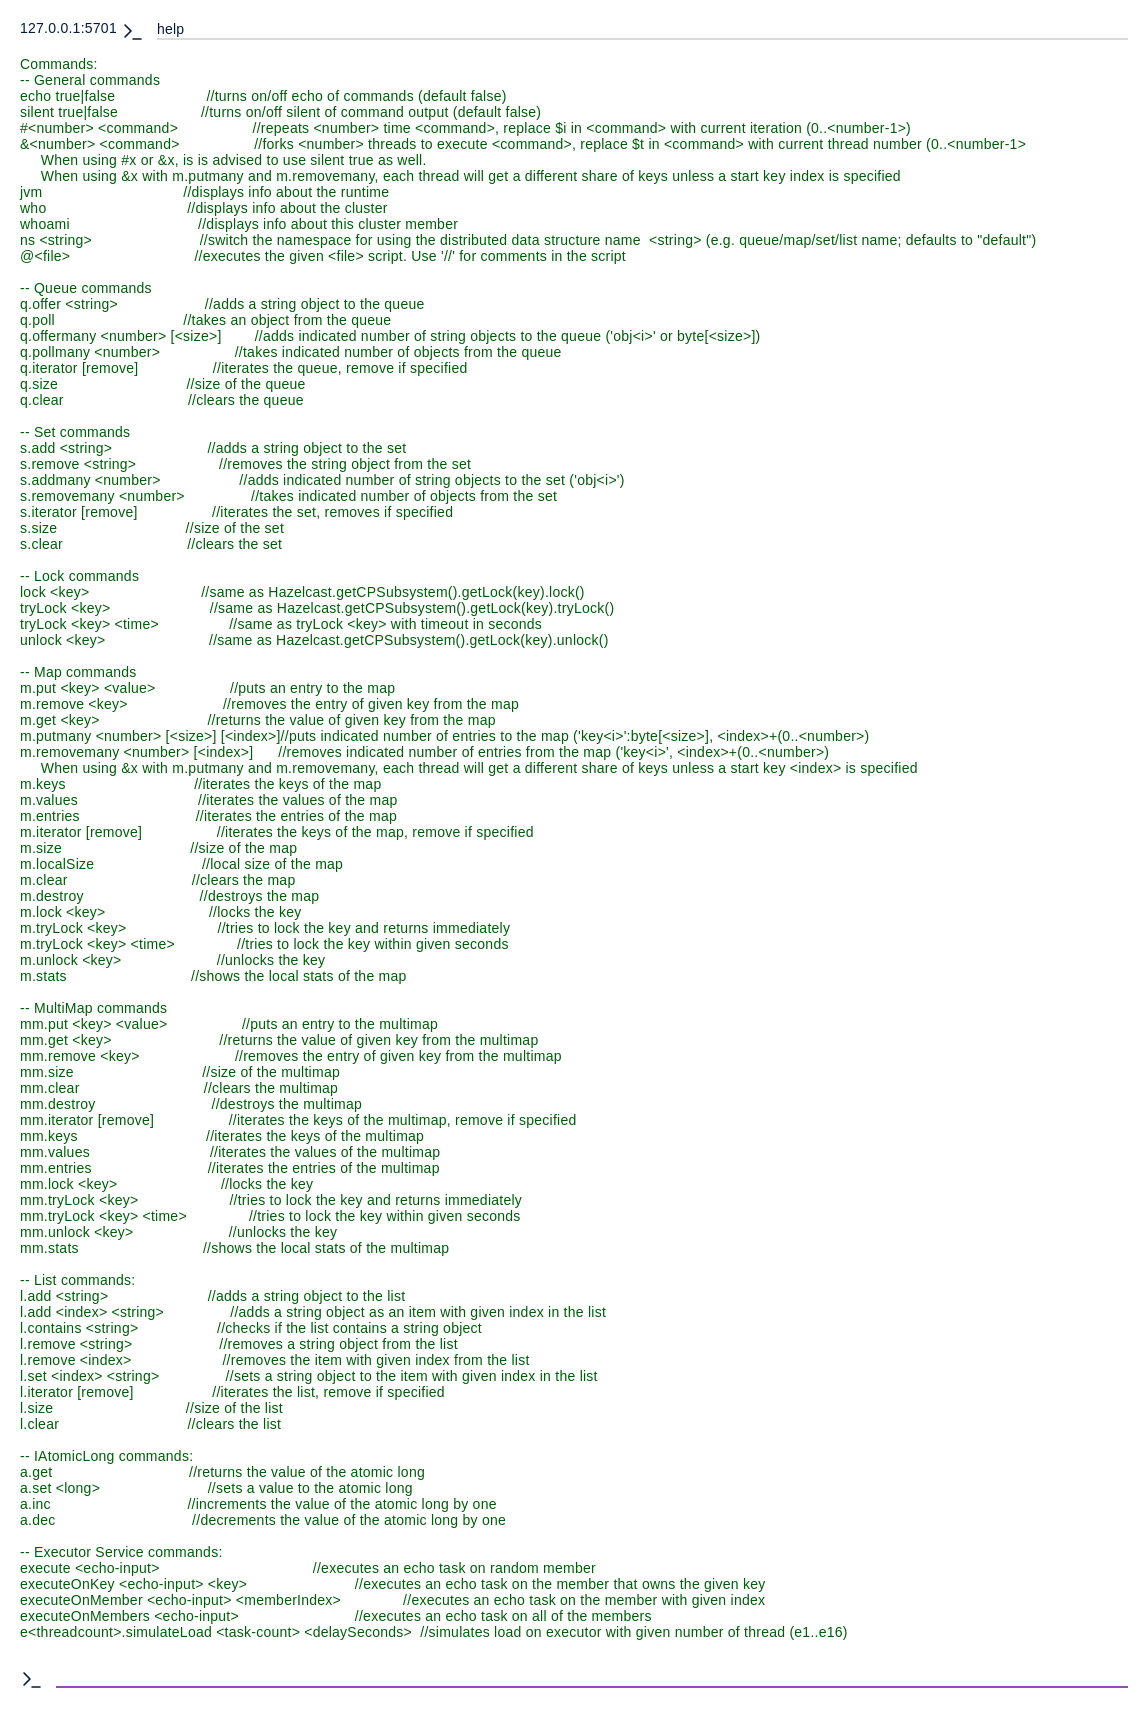 127.0.0.1:5701 >_ help
Commands:
-- General commands
echo true|false //turns on/off echo of commands (default false)
silent true|false //turns on/off silent of command output (default false)
#<number> <command> //repeats <number> time <command>, replace $i in <command> with current iteration (0..<number-1>)
&<number> <command> //forks <number> threads to execute <command>, replace $t in <command> with current thread number (0..<number-1>
When using #x or &x, is is advised to use silent true as well.
When using &x with m.putmany and m.removemany, each thread will get a different share of keys unless a start key index is specified
jvm //displays info about the runtime
who //displays info about the cluster
whoami //displays info about this cluster member
ns <string> //switch the namespace for using the distributed data structure name  <string> (e.g. queue/map/set/list name; defaults to "default")
@<file> //executes the given <file> script. Use '//' for comments in the script

-- Queue commands
q.offer <string> //adds a string object to the queue
q.poll //takes an object from the queue
q.offermany <number> [<size>] //adds indicated number of string objects to the queue ('obj<i>' or byte[<size>])
q.pollmany <number> //takes indicated number of objects from the queue
q.iterator [remove] //iterates the queue, remove if specified
q.size //size of the queue
q.clear //clears the queue

-- Set commands
s.add <string> //adds a string object to the set
s.remove <string> //removes the string object from the set
s.addmany <number> //adds indicated number of string objects to the set ('obj<i>')
s.removemany <number> //takes indicated number of objects from the set
s.iterator [remove] //iterates the set, removes if specified
s.size //size of the set
s.clear //clears the set

-- Lock commands
lock <key> //same as Hazelcast.getCPSubsystem().getLock(key).lock()
tryLock <key> //same as Hazelcast.getCPSubsystem().getLock(key).tryLock()
tryLock <key> <time> //same as tryLock <key> with timeout in seconds
unlock <key> //same as Hazelcast.getCPSubsystem().getLock(key).unlock()

-- Map commands
m.put <key> <value> //puts an entry to the map
m.remove <key> //removes the entry of given key from the map
m.get <key> //returns the value of given key from the map
m.putmany <number> [<size>] [<index>]//puts indicated number of entries to the map ('key<i>':byte[<size>], <index>+(0..<number>)
m.removemany <number> [<index>] //removes indicated number of entries from the map ('key<i>', <index>+(0..<number>)
When using &x with m.putmany and m.removemany, each thread will get a different share of keys unless a start key <index> is specified
m.keys //iterates the keys of the map
m.values //iterates the values of the map
m.entries //iterates the entries of the map
m.iterator [remove] //iterates the keys of the map, remove if specified
m.size //size of the map
m.localSize //local size of the map
m.clear //clears the map
m.destroy //destroys the map
m.lock <key> //locks the key
m.tryLock <key> //tries to lock the key and returns immediately
m.tryLock <key> <time> //tries to lock the key within given seconds
m.unlock <key> //unlocks the key
m.stats //shows the local stats of the map

-- MultiMap commands
mm.put <key> <value> //puts an entry to the multimap
mm.get <key> //returns the value of given key from the multimap
mm.remove <key> //removes the entry of given key from the multimap
mm.size //size of the multimap
mm.clear //clears the multimap
mm.destroy //destroys the multimap
mm.iterator [remove] //iterates the keys of the multimap, remove if specified
mm.keys //iterates the keys of the multimap
mm.values //iterates the values of the multimap
mm.entries //iterates the entries of the multimap
mm.lock <key> //locks the key
mm.tryLock <key> //tries to lock the key and returns immediately
mm.tryLock <key> <time> //tries to lock the key within given seconds
mm.unlock <key> //unlocks the key
mm.stats //shows the local stats of the multimap

-- List commands:
l.add <string> //adds a string object to the list
l.add <index> <string> //adds a string object as an item with given index in the list
l.contains <string> //checks if the list contains a string object
l.remove <string> //removes a string object from the list
l.remove <index> //removes the item with given index from the list
l.set <index> <string> //sets a string object to the item with given index in the list
l.iterator [remove] //iterates the list, remove if specified
l.size //size of the list
l.clear //clears the list

-- IAtomicLong commands:
a.get //returns the value of the atomic long
a.set <long> //sets a value to the atomic long
a.inc //increments the value of the atomic long by one
a.dec //decrements the value of the atomic long by one

-- Executor Service commands:
execute <echo-input> //executes an echo task on random member
executeOnKey <echo-input> <key> //executes an echo task on the member that owns the given key
executeOnMember <echo-input> <memberIndex> //executes an echo task on the member with given index
executeOnMembers <echo-input> //executes an echo task on all of the members
e<threadcount>.simulateLoad <task-count> <delaySeconds> //simulates load on executor with given number of thread (e1..e16)

>_